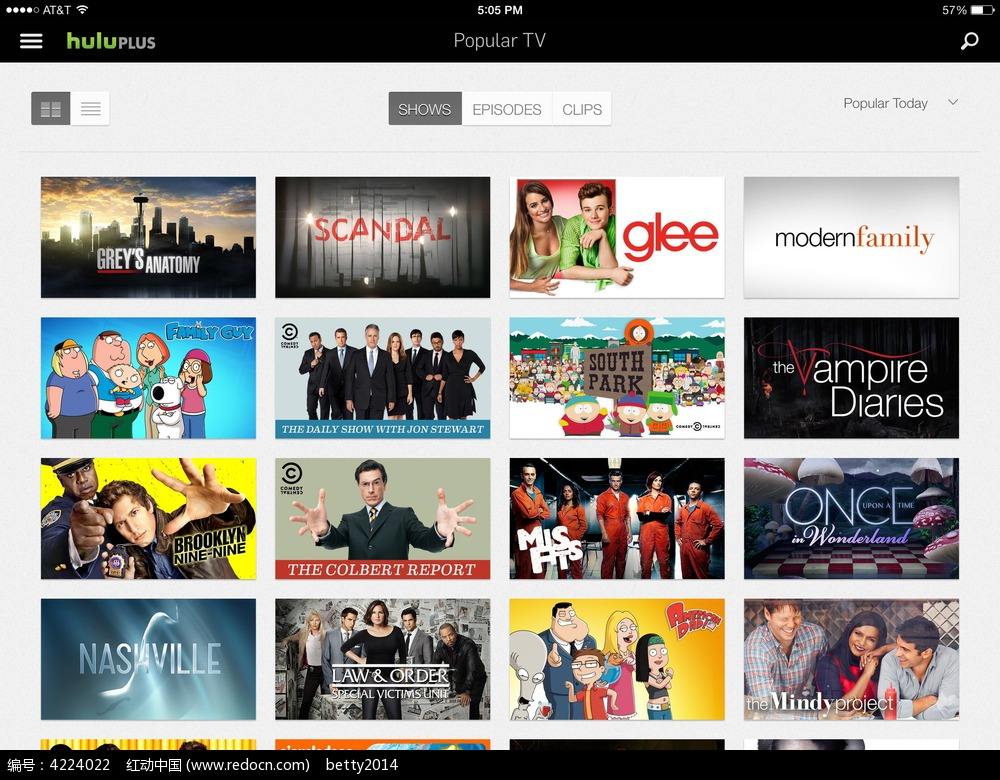 AT&T 5:05 PM 57%
huluPLUS Popular TV
SHOWS EPISODES CLIPS Popular Today
GREY'S ANATOMY
SCANDAL
glee
modernfamily
FAMILY GUY
COMEDY CENTRAL
THE DAILY SHOW WITH JON STEWART
SOUTH PARK
COMEDY CENTRAL
the Vampire Diaries
BROOKLYN NINE-NINE
COMEDY CENTRAL
THE COLBERT REPORT
MISFITS
ONCE UPON A TIME in Wonderland
NASHVILLE
LAW & ORDER
SPECIAL VICTIMS UNIT
AMERICAN DAD!
the Mindy project
nickelodeon
编号：4224022 红动中国 (www.redocn.com) betty2014